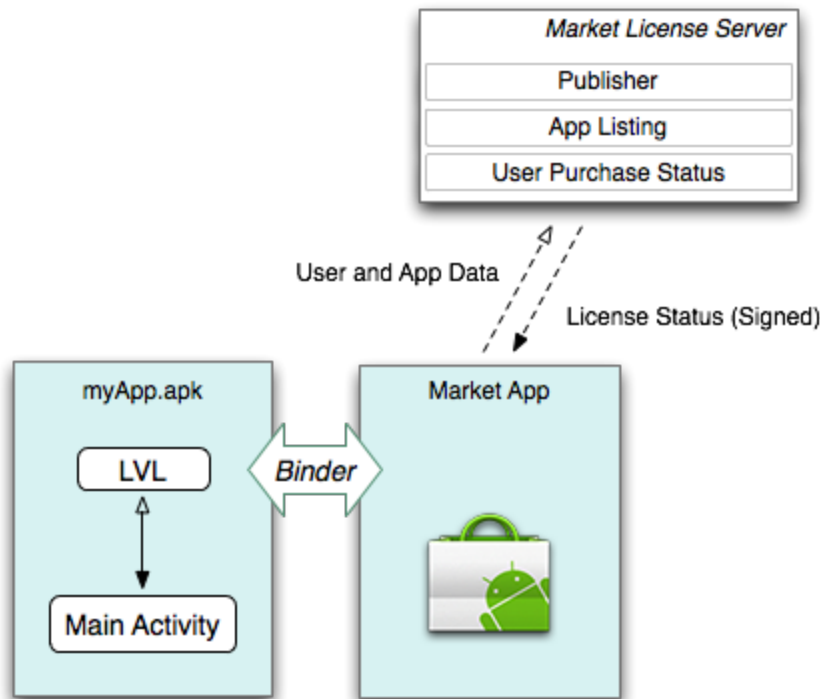 Market License Server
Publisher
App Listing
User Purchase Status
User and App Data
License Status (Signed)
myApp.apk
Market App
LVL
Binder
Main Activity